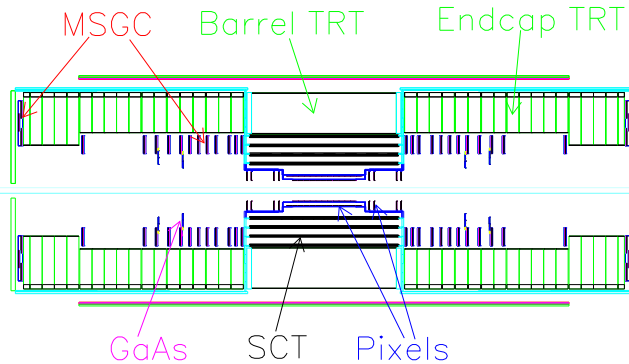 MSGC
Barrel TRT
Endcap TRT
GaAs
SCT
Pixels